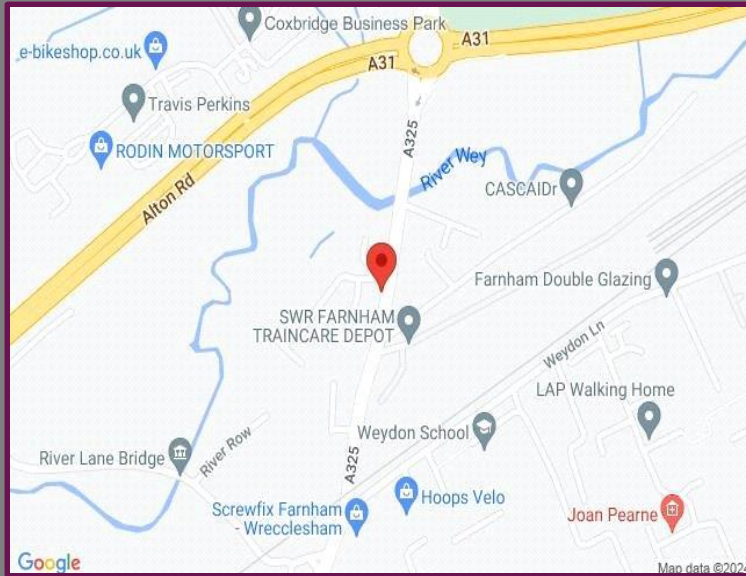 Coxbridge Business Park
e-bikeshop.co.uk
A31
A31
Travis Perkins
A325
RODIN MOTORSPORT
River Wey
CASCAIDr
Alton Rd
Farnham Double Glazing
SWR FARNHAM
TRAINCARE DEPOT
Weydon Ln
LAP Walking Home
Weydon School
River Lane Bridge
River Row
A325
Hoops Velo
Screwfix Farnham
- Wrecclesham
Joan Pearne
Google
Map data ©2024